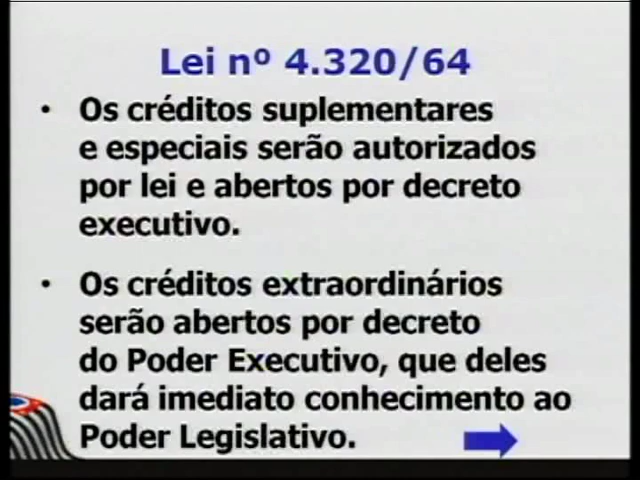 Lei nº 4.320/64
• Os créditos suplementares
e especiais serão autorizados
por lei e abertos por decreto
executivo.
• Os créditos extraordinários
serão abertos por decreto
do Poder Executivo, que deles
dará imediato conhecimento ao
Poder Legislativo.